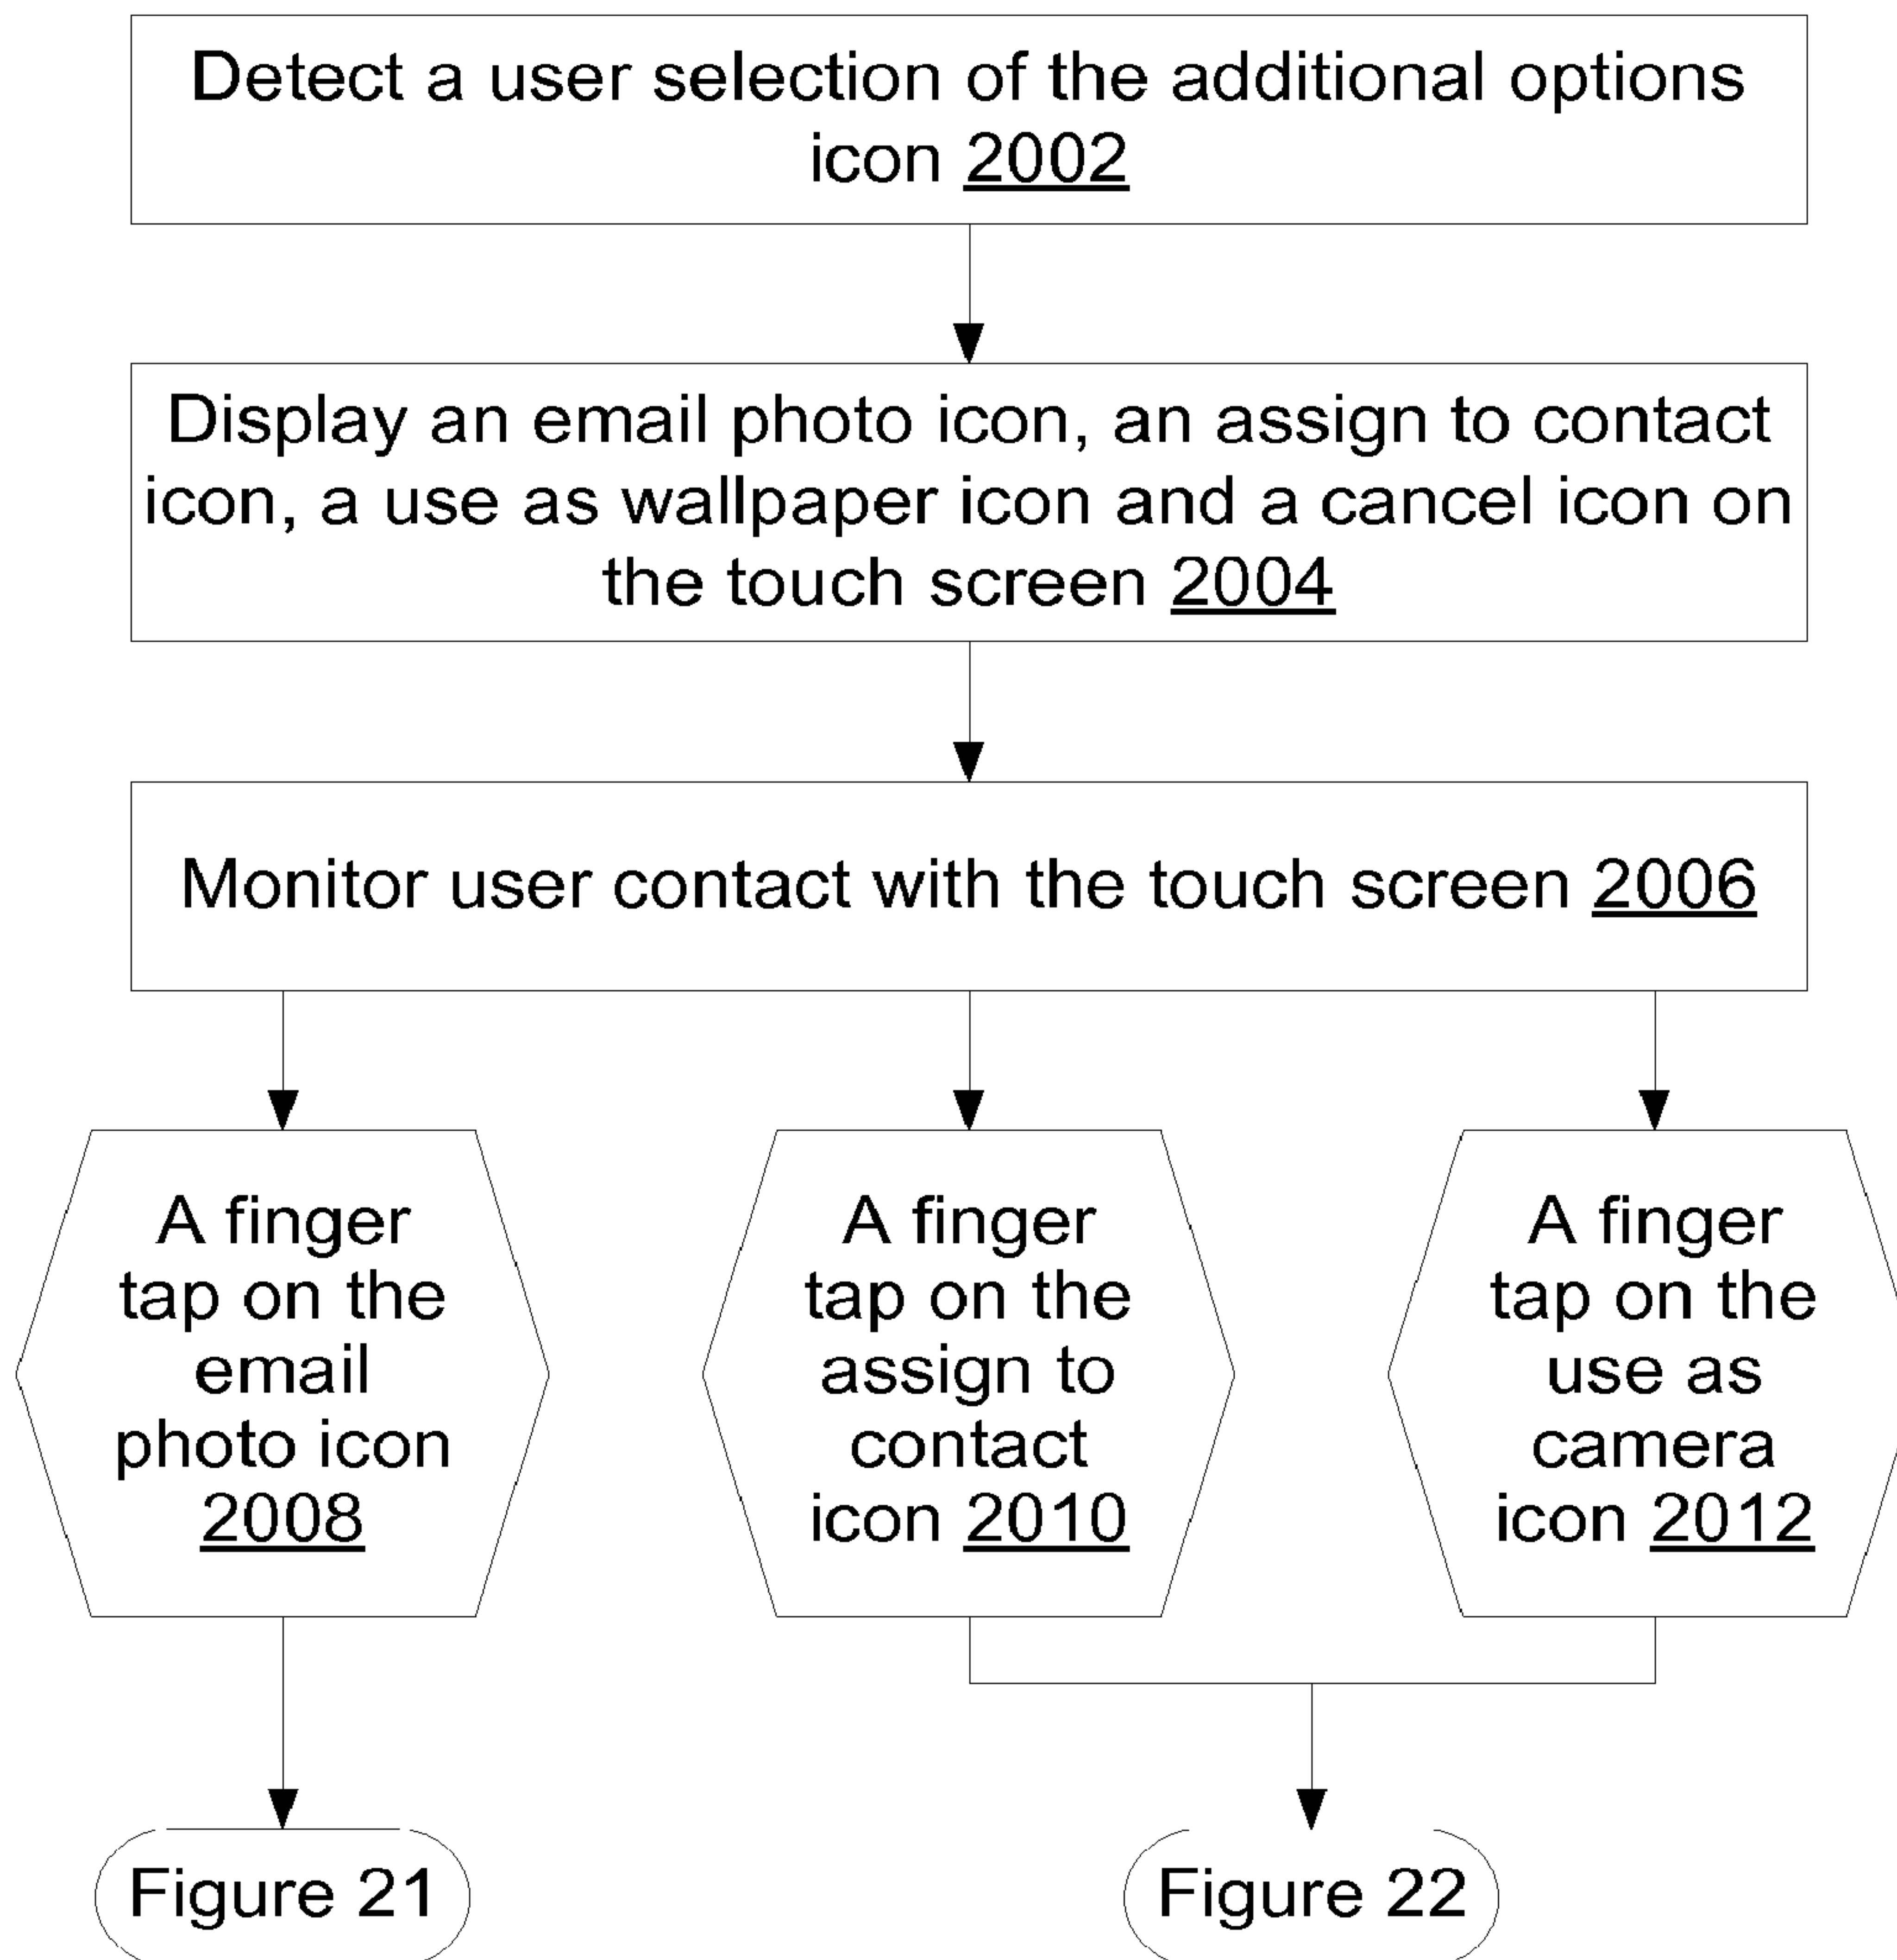 Detect a user selection of the additional options
icon 2002
Display an email photo icon, an assign to contact
icon, a use as wallpaper icon and a cancel icon on
the touch screen 2004
Monitor user contact with the touch screen 2006
A finger
tap on the
email
photo icon
2008
A finger
tap on the
assign to
contact
icon 2010
A finger
tap on the
use as
camera
icon 2012
Figure 21
Figure 22